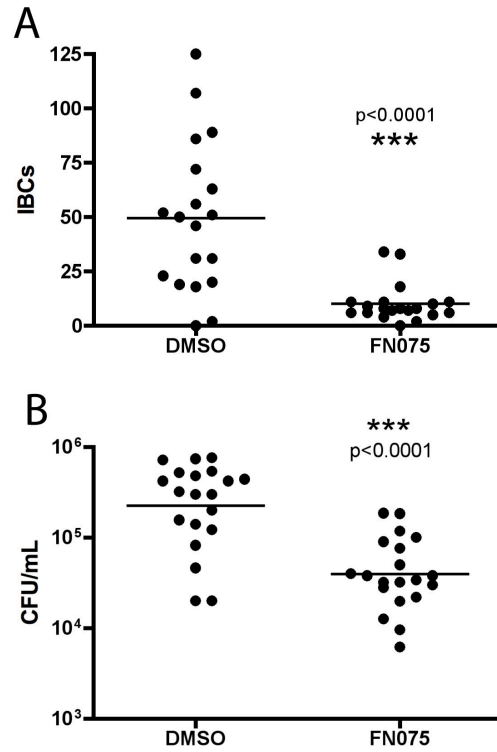 A
125
100
75
50
25
0
IBCs
p<0.0001
***
DMSO
FN075
B
10⁶
10⁵
10⁴
10³
CFU/mL
***
p<0.0001
DMSO
FN075